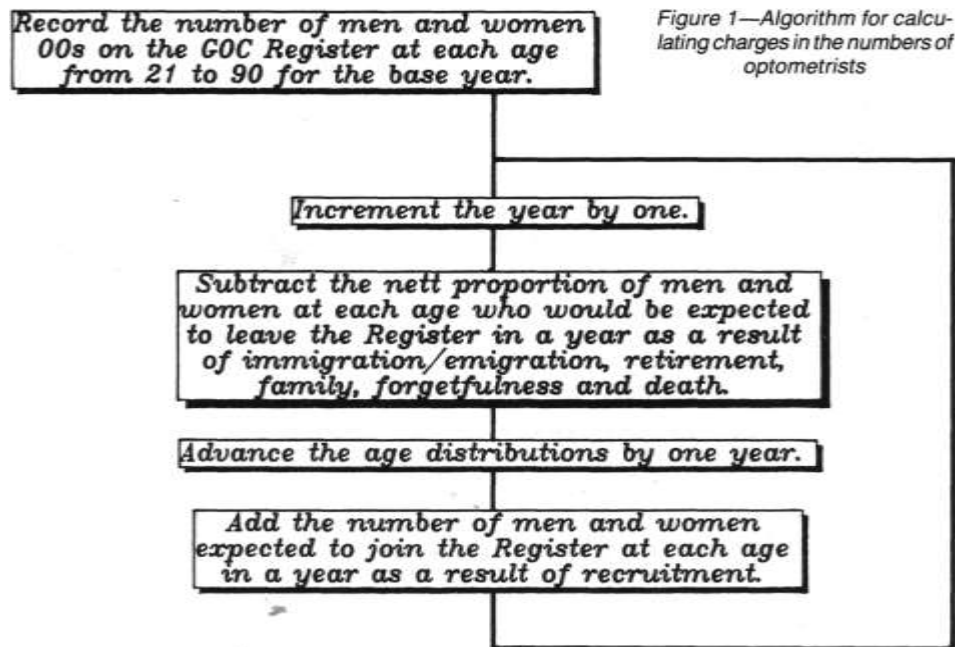 Record the number of men and women
00s on the GOC Register at each age
from 21 to 90 for the base year.
Figure 1—Algorithm for calcu-
lating charges in the numbers of
optometrists
Increment the year by one.
Subtract the nett proportion of men and
women at each age who would be expected
to leave the Register in a year as a result
of immigration/emigration, retirement,
family, forgetfulness and death.
Advance the age distributions by one year.
Add the number of men and women
expected to join the Register at each age
in a year as a result of recruitment.